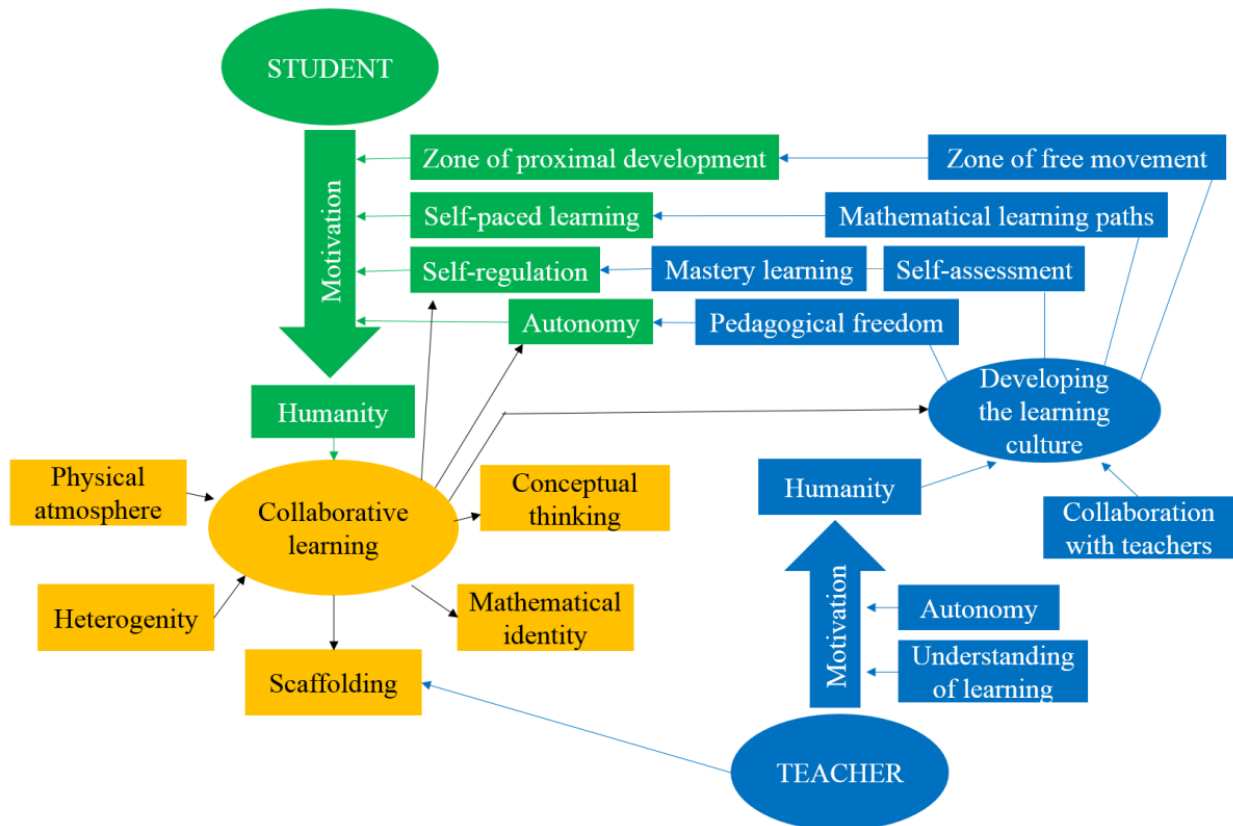 STUDENT
Motivation
Zone of proximal development
Zone of free movement
Self-paced learning
Mathematical learning paths
Self-regulation
Mastery learning
Self-assessment
Autonomy
Pedagogical freedom
Humanity
Developing
the learning
culture
Physical
atmosphere
Collaborative
learning
Conceptual
thinking
Humanity
Collaboration
with teachers
Heterogenity
Mathematical
identity
Scaffolding
Motivation
Autonomy
Understanding
of learning
TEACHER